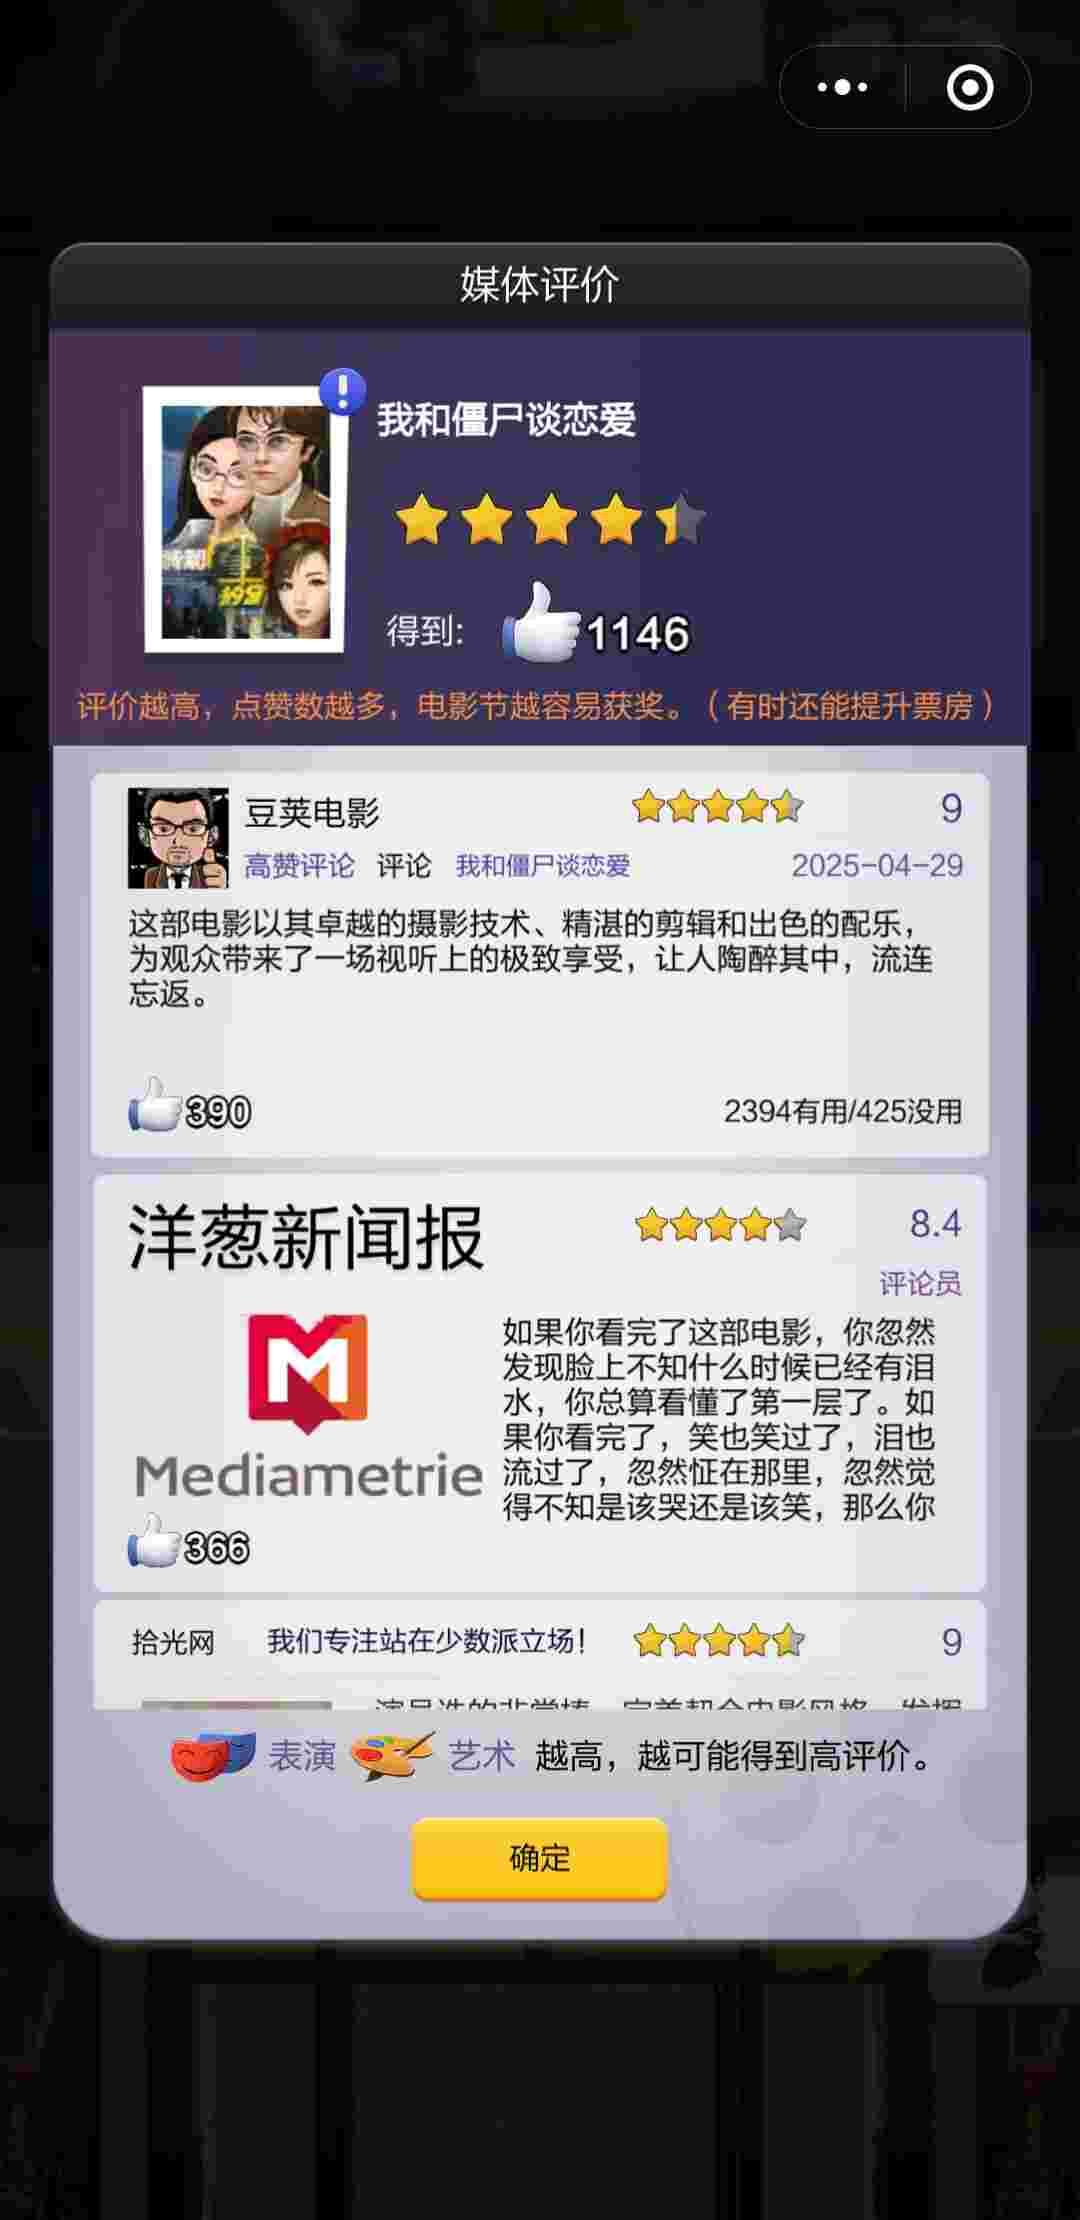 媒体评价
我和僵尸谈恋爱
得到:
1146
评价越高，点赞数越多，电影节越容易获奖。（有时还能提升票房）
豆荚电影
9
高赞评论 评论 我和僵尸谈恋爱 2025-04-29
这部电影以其卓越的摄影技术、精湛的剪辑和出色的配乐，
为观众带来了一场视听上的极致享受，让人陶醉其中，流连
忘返。
390
2394有用/425没用
洋葱新闻报
8.4
评论员
Mediametrie
如果你看完了这部电影，你忽然
发现脸上不知什么时候已经有泪
水，你总算看懂了第一层了。如
果你看完了，笑也笑过了，泪也
流过了，忽然怔在那里，忽然觉
得不知是该哭还是该笑，那么你
366
拾光网 我们专注站在少数派立场！ 9
表演 艺术 越高，越可能得到高评价。
确定